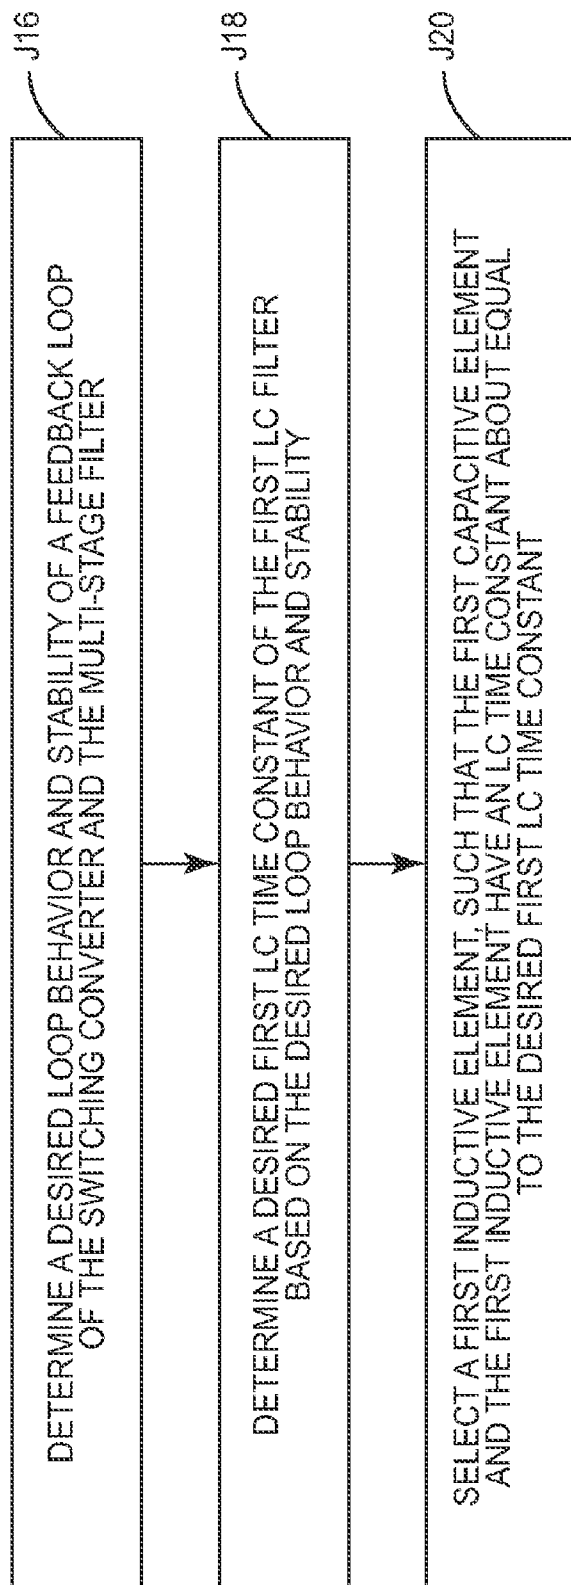 DETERMINE A DESIRED LOOP BEHAVIOR AND STABILITY OF A FEEDBACK LOOP
OF THE SWITCHING CONVERTER AND THE MULTI-STAGE FILTER
J16
DETERMINE A DESIRED FIRST LC TIME CONSTANT OF THE FIRST LC FILTER
BASED ON THE DESIRED LOOP BEHAVIOR AND STABILITY
J18
SELECT A FIRST INDUCTIVE ELEMENT, SUCH THAT THE FIRST CAPACITIVE ELEMENT
AND THE FIRST INDUCTIVE ELEMENT HAVE AN LC TIME CONSTANT ABOUT EQUAL
TO THE DESIRED FIRST LC TIME CONSTANT
J20